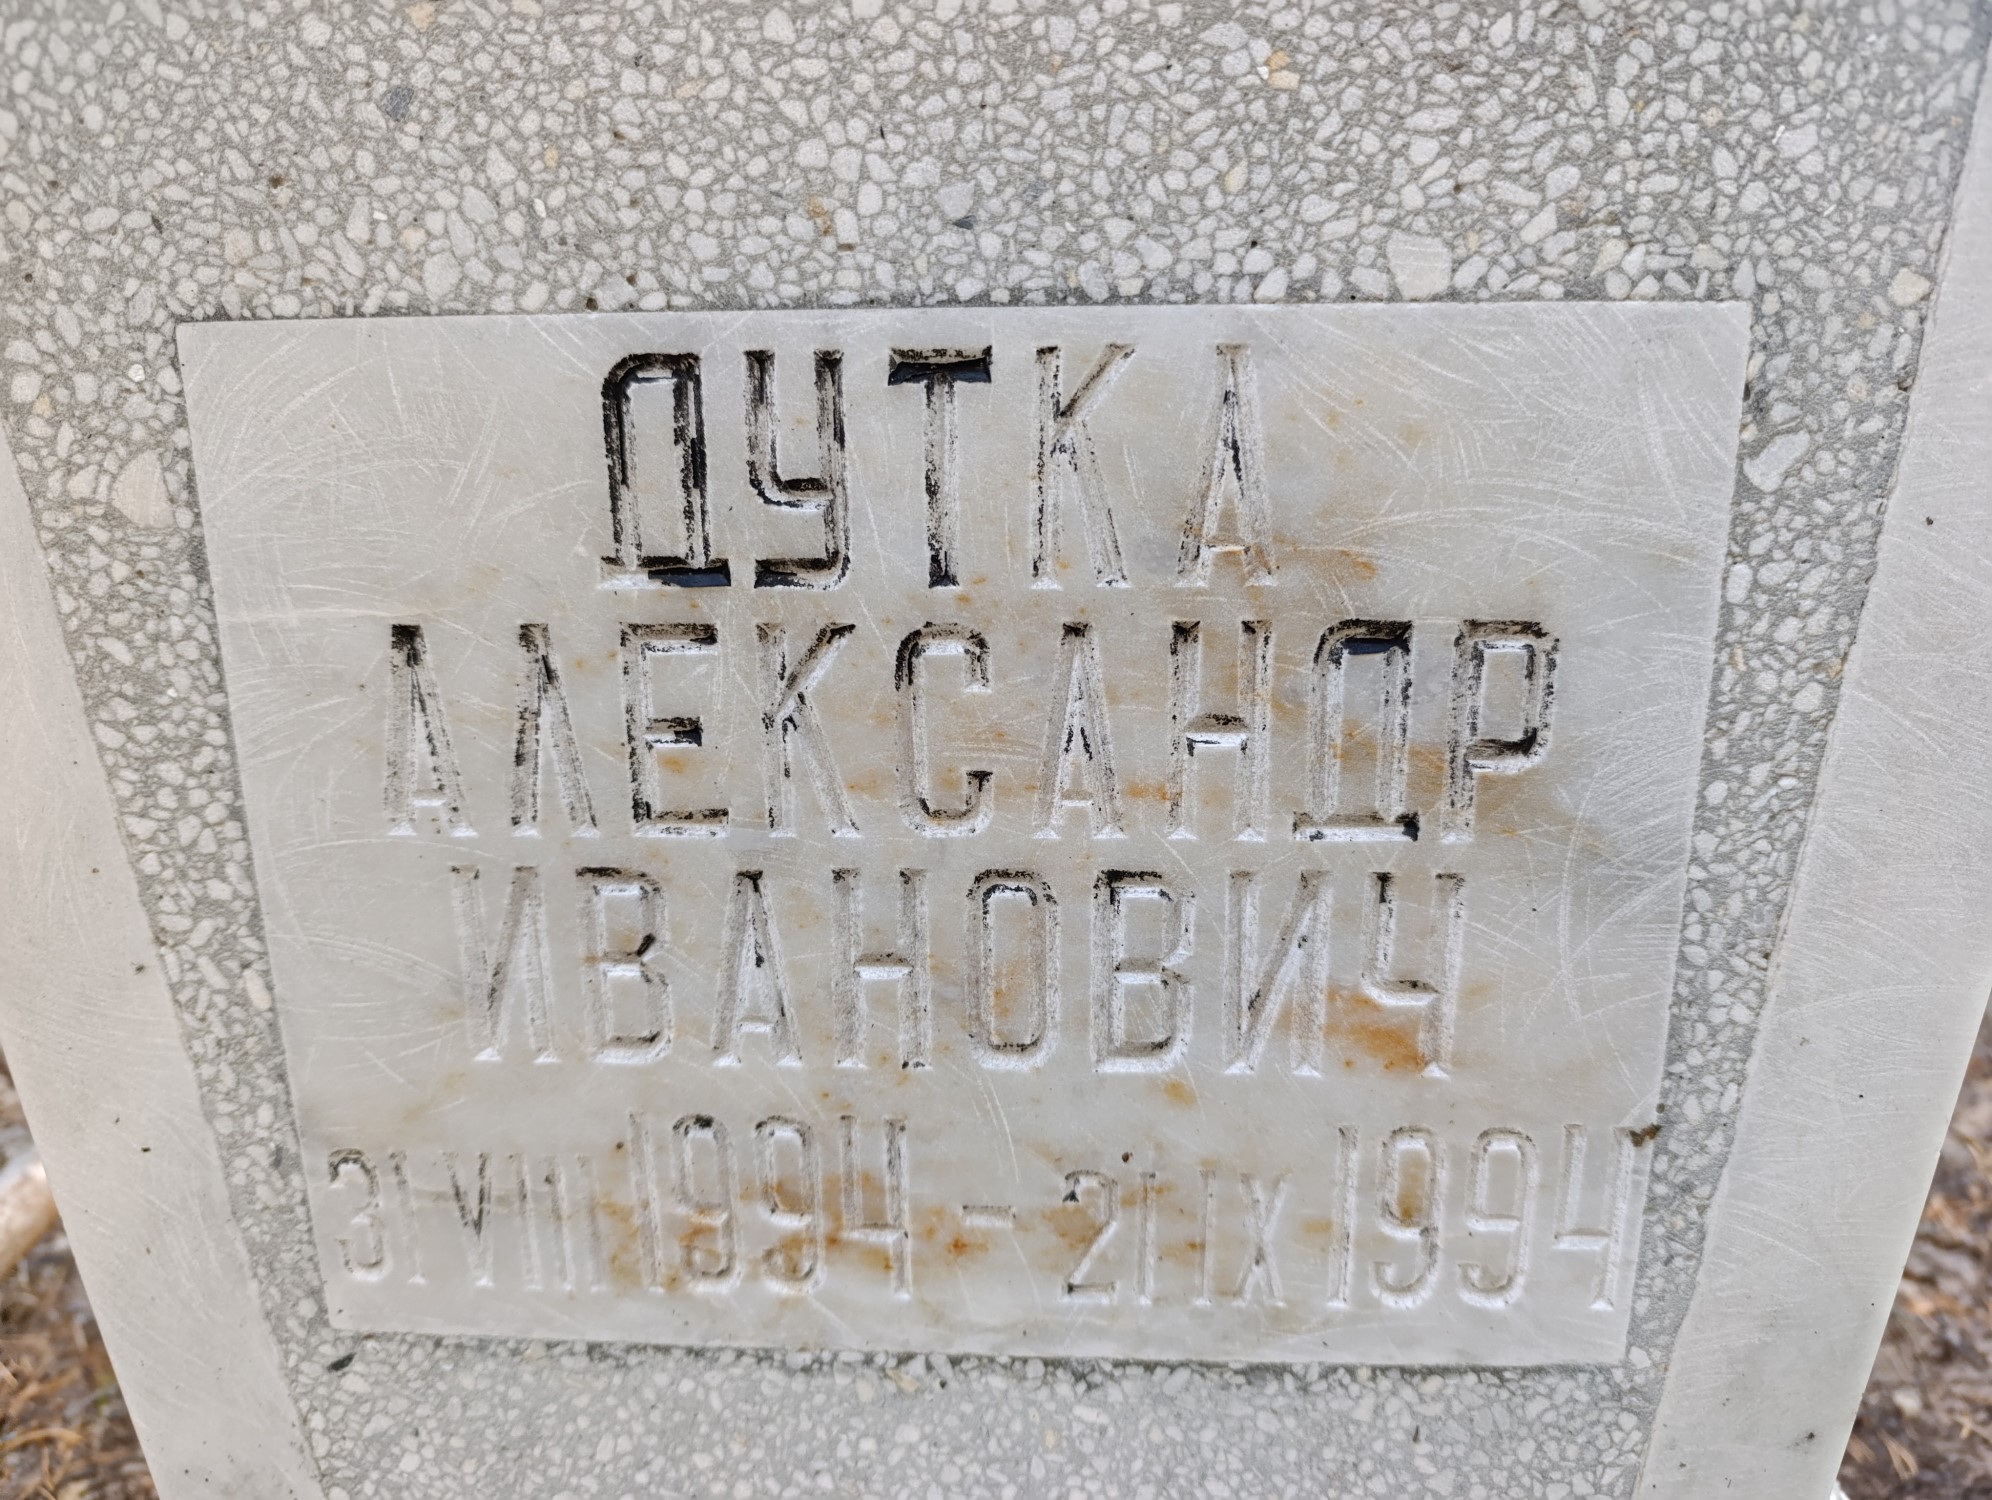 ДУТКА
АЛЕКСАНДР
ИВАНОВИЧ
31 VIII 1994 - 21 IX 1994